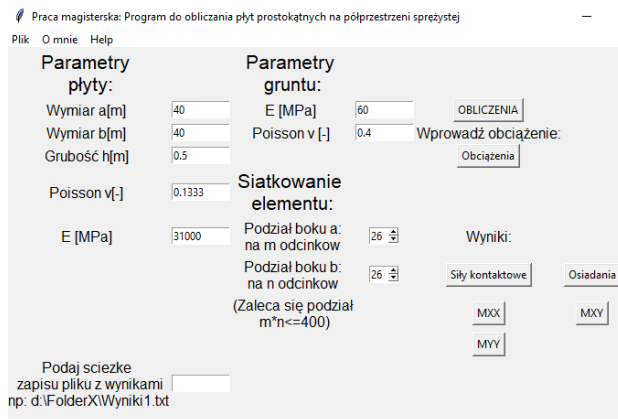 Praca magisterska: Program do obliczania płyt prostokątnych na półprzestrzeni sprężystej
Plik O mnie Help
Parametry
płyty:
Parametry
gruntu:
Wymiar a[m] 40 E [MPa] 60 OBLICZENIA
Wymiar b[m] 40 Poisson v [-] 0.4 Wprowadź obciążenie:
Grubość h[m] 0.5 Obciążenia
Poisson v[-] 0.1333
Siatkowanie
elementu:
E [MPa] 31000
Podział boku a:
na m odcinkow
26
Wyniki:
Podział boku b:
na n odcinkow
26
Siły kontaktowe Osiadania
(Zaleca się podział
m*n<=400)
MXX MXY
MYY
Podaj sciezke
zapisu pliku z wynikami
np: d:\FolderX\Wyniki1.txt